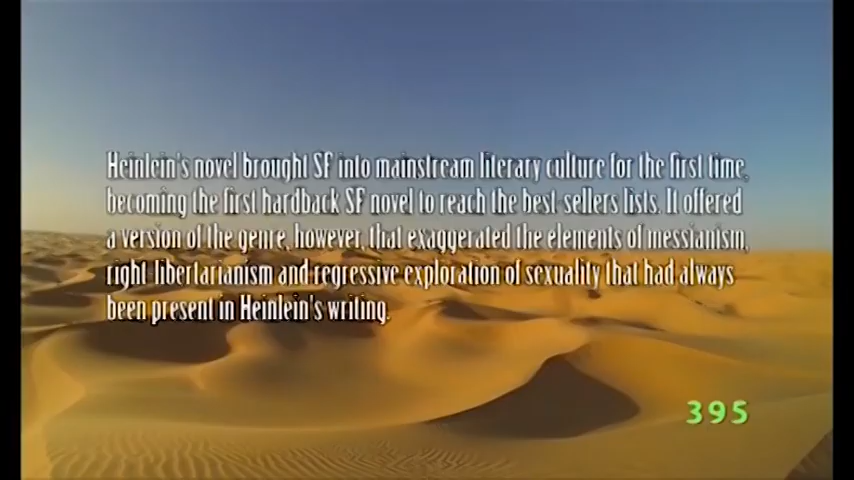 Heinlein's novel brought SF into mainstream literary culture for the first time,
becoming the first hardback SF novel to reach the best-sellers lists. It offered
a version of the genre, however, that exaggerated the elements of messianism,
right libertarianism and regressive exploration of sexuality that had always
been present in Heinlein's writing.
395